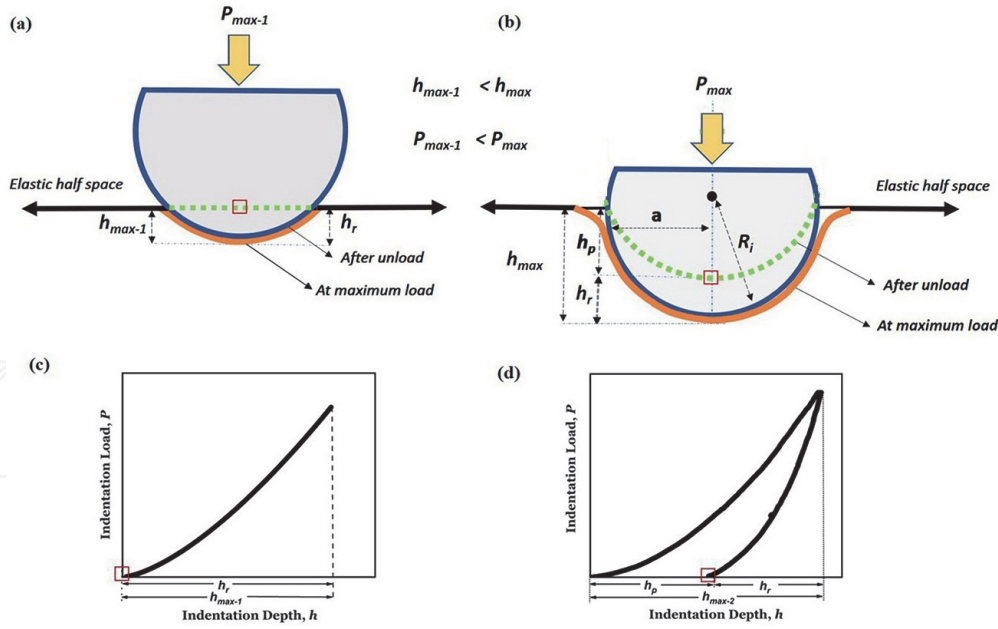 (a)
P max-1
Elastic half space
h max-1
h r
After unload
At maximum load
h max-1 < h max
P max-1 < P max
(b)
P max
Elastic half space
a
h p
R i
h max
h r
After unload
At maximum load
(c)
Indentation Load, P
h r
h max-1
Indentation Depth, h
(d)
Indentation Load, P
h p
h r
h max-2
Indentation Depth, h